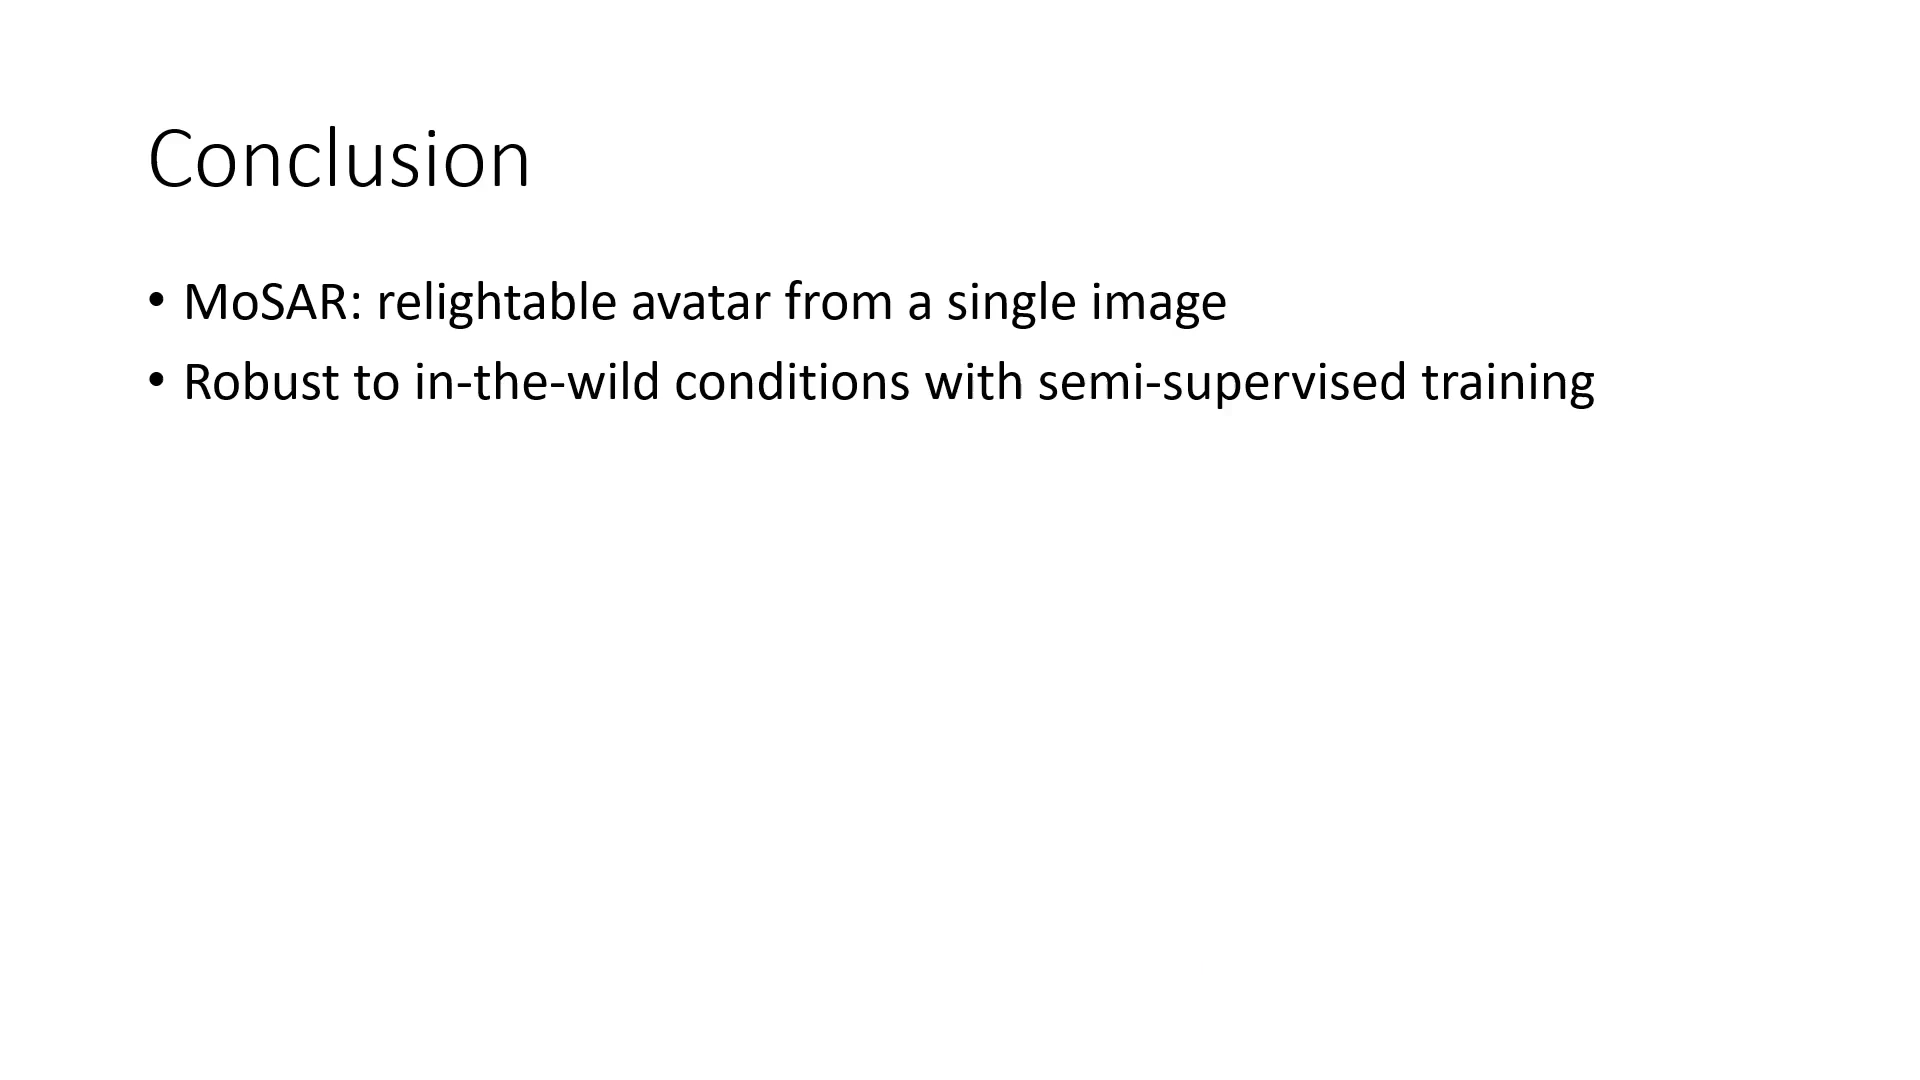 Conclusion
• MoSAR: relightable avatar from a single image
• Robust to in-the-wild conditions with semi-supervised training